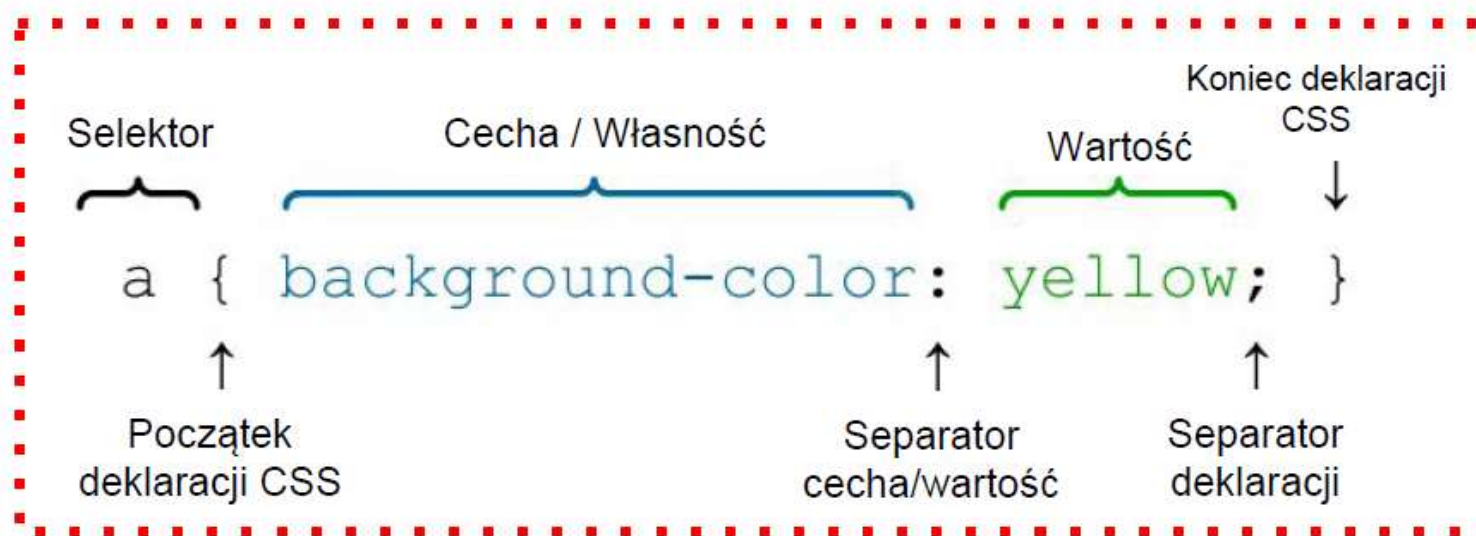 Koniec deklaracji
CSS
Selektor
Cecha / Własność
Wartość
a { background-color: yellow; }
Początek
deklaracji CSS
Separator
cecha/wartość
Separator
deklaracji